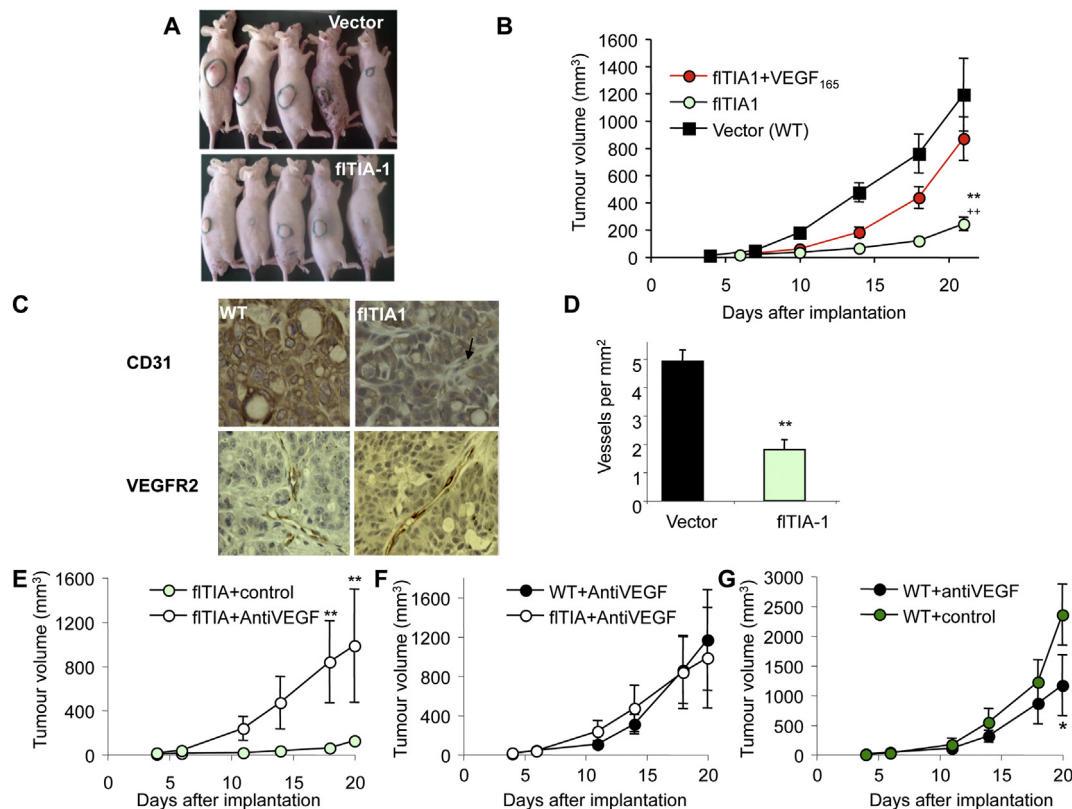 A
Vector
flTIA-1
B
Tumour volume (mm³)
1600
1400
1200
1000
800
600
400
200
0
flTIA1+VEGF₁₆₅
flTIA1
Vector (WT)
**
++
0 5 10 15 20
Days after implantation
C
WT
flTIA1
CD31
VEGFR2
D
Vessels per mm²
5
4
3
2
1
0
**
Vector
flTIA-1
E
Tumour volume (mm³)
1600
1200
800
400
0
flTIA+control
flTIA+AntiVEGF
**
**
0 5 10 15 20
Days after implantation
F
Tumour volume (mm³)
1600
1200
800
400
0
WT+AntiVEGF
flTIA+AntiVEGF
0 5 10 15 20
Days after implantation
G
Tumour volume (mm³)
3000
2500
2000
1500
1000
500
0
WT+antiVEGF
WT+control
*
0 5 10 15 20
Days after implantation